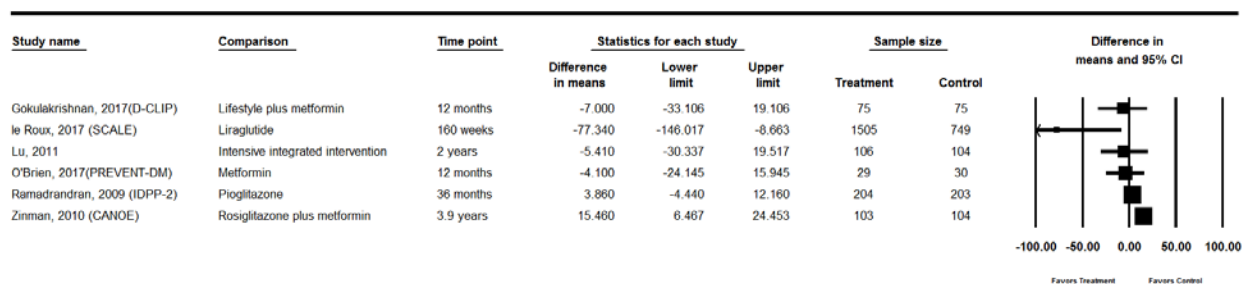 Study name Comparison Time point Statistics for each study Sample size Difference in means and 95% CI
Difference in means Lower limit Upper limit Treatment Control
Gokulakrishnan, 2017(D-CLIP) Lifestyle plus metformin 12 months -7.000 -33.106 19.106 75 75
le Roux, 2017 (SCALE) Liraglutide 160 weeks -77.340 -146.017 -8.663 1505 749
Lu, 2011 Intensive integrated intervention 2 years -5.410 -30.337 19.517 106 104
O'Brien, 2017(PREVENT-DM) Metformin 12 months -4.100 -24.145 15.945 29 30
Ramadrandran, 2009 (IDPP-2) Pioglitazone 36 months 3.860 -4.440 12.160 204 203
Zinman, 2010 (CANOE) Rosiglitazone plus metformin 3.9 years 15.460 6.467 24.453 103 104
-100.00 -50.00 0.00 50.00 100.00
Favors Treatment Favors Control